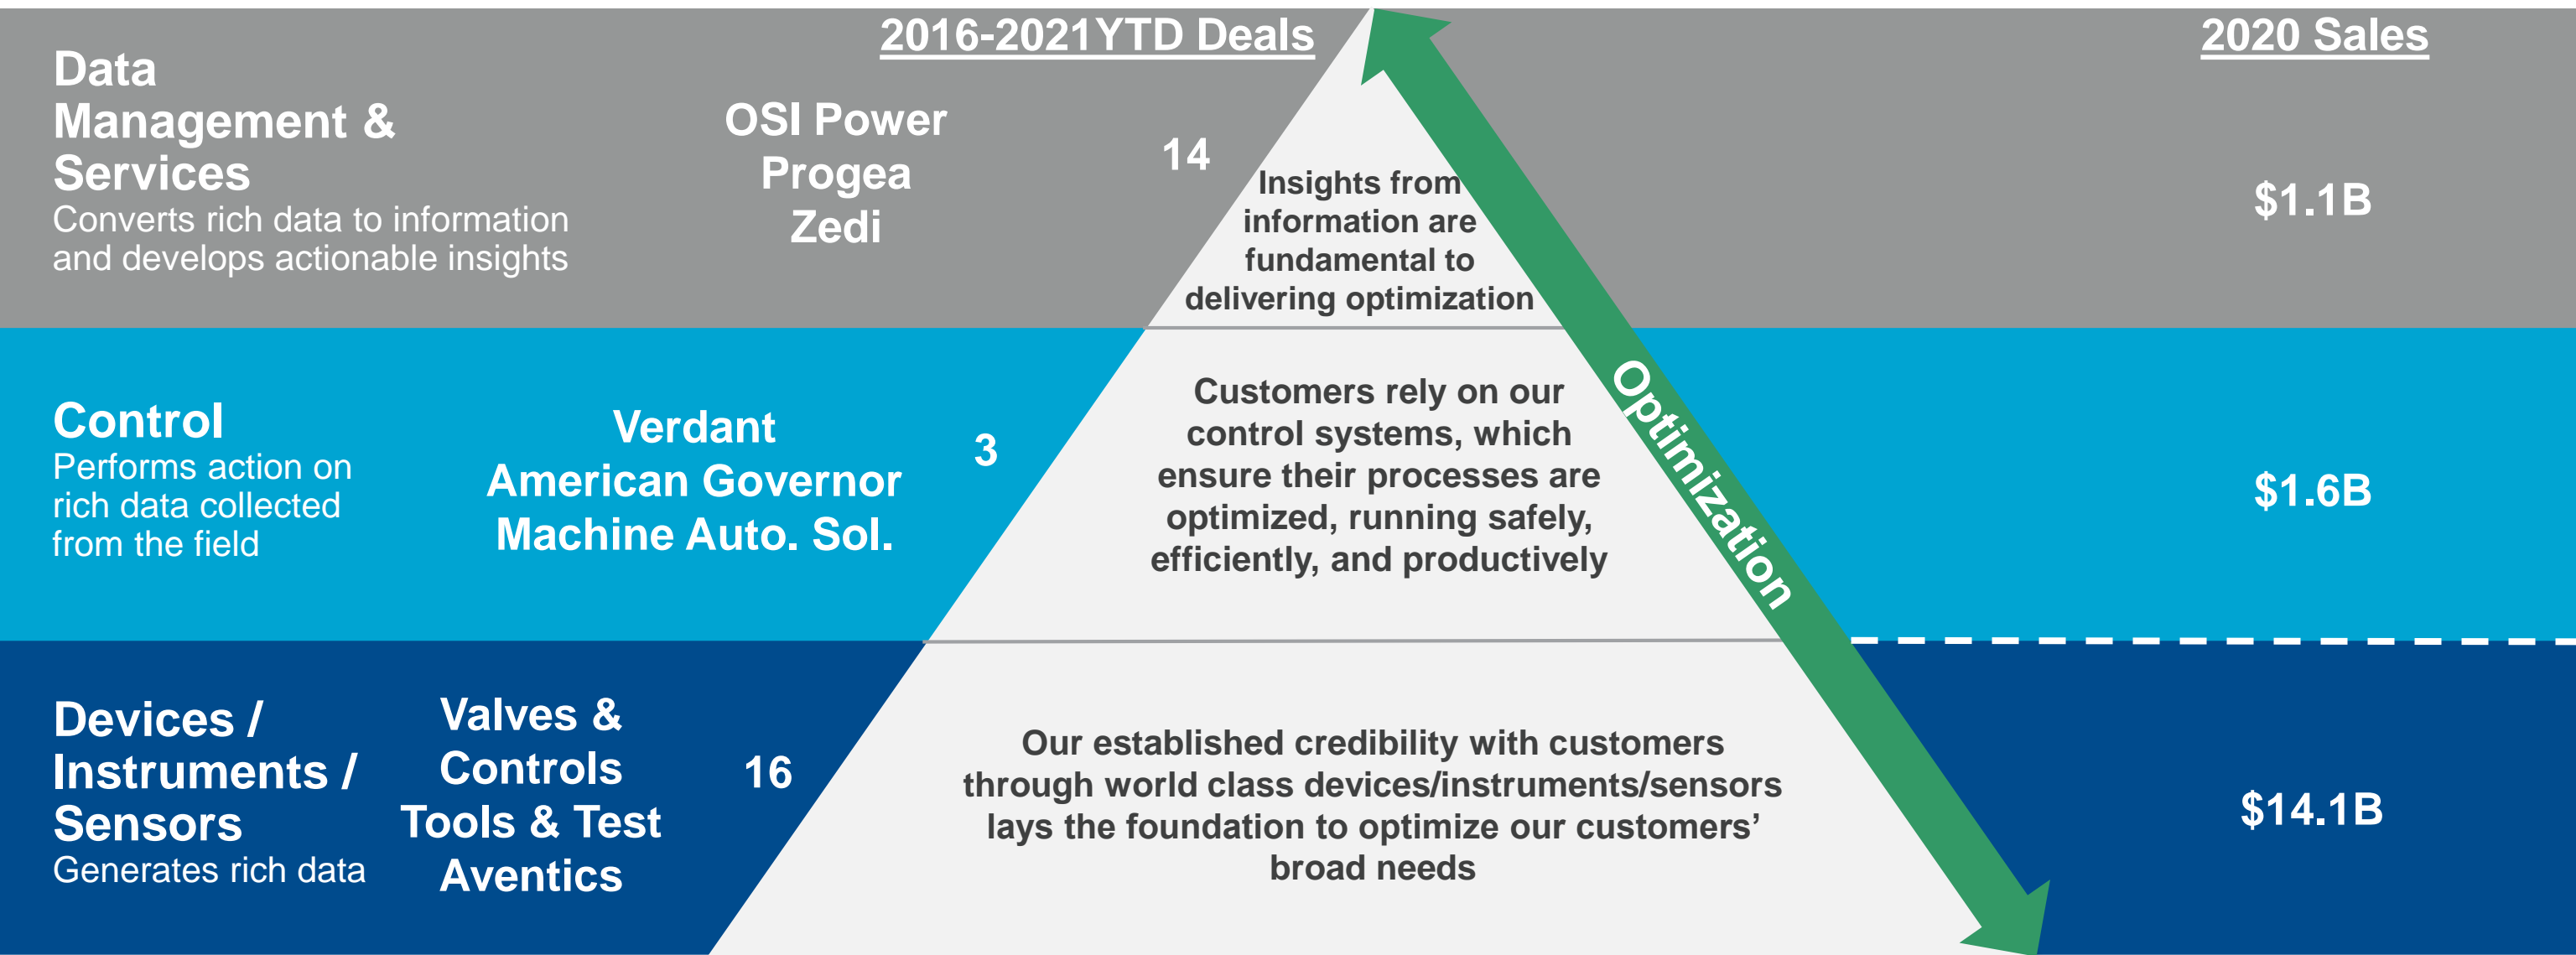 2016-2021YTD Deals
2020 Sales
Data
Management &
Services
Converts rich data to information
and develops actionable insights
OSI Power
Progea
Zedi
14
Insights from
information are
fundamental to
delivering optimization
$1.1B
Control
Performs action on
rich data collected
from the field
Verdant
American Governor
Machine Auto. Sol.
3
Customers rely on our
control systems, which
ensure their processes are
optimized, running safely,
efficiently, and productively
Optimization
$1.6B
Devices /
Instruments /
Sensors
Generates rich data
Valves &
Controls
Tools & Test
Aventics
16
Our established credibility with customers
through world class devices/instruments/sensors
lays the foundation to optimize our customers’
broad needs
$14.1B